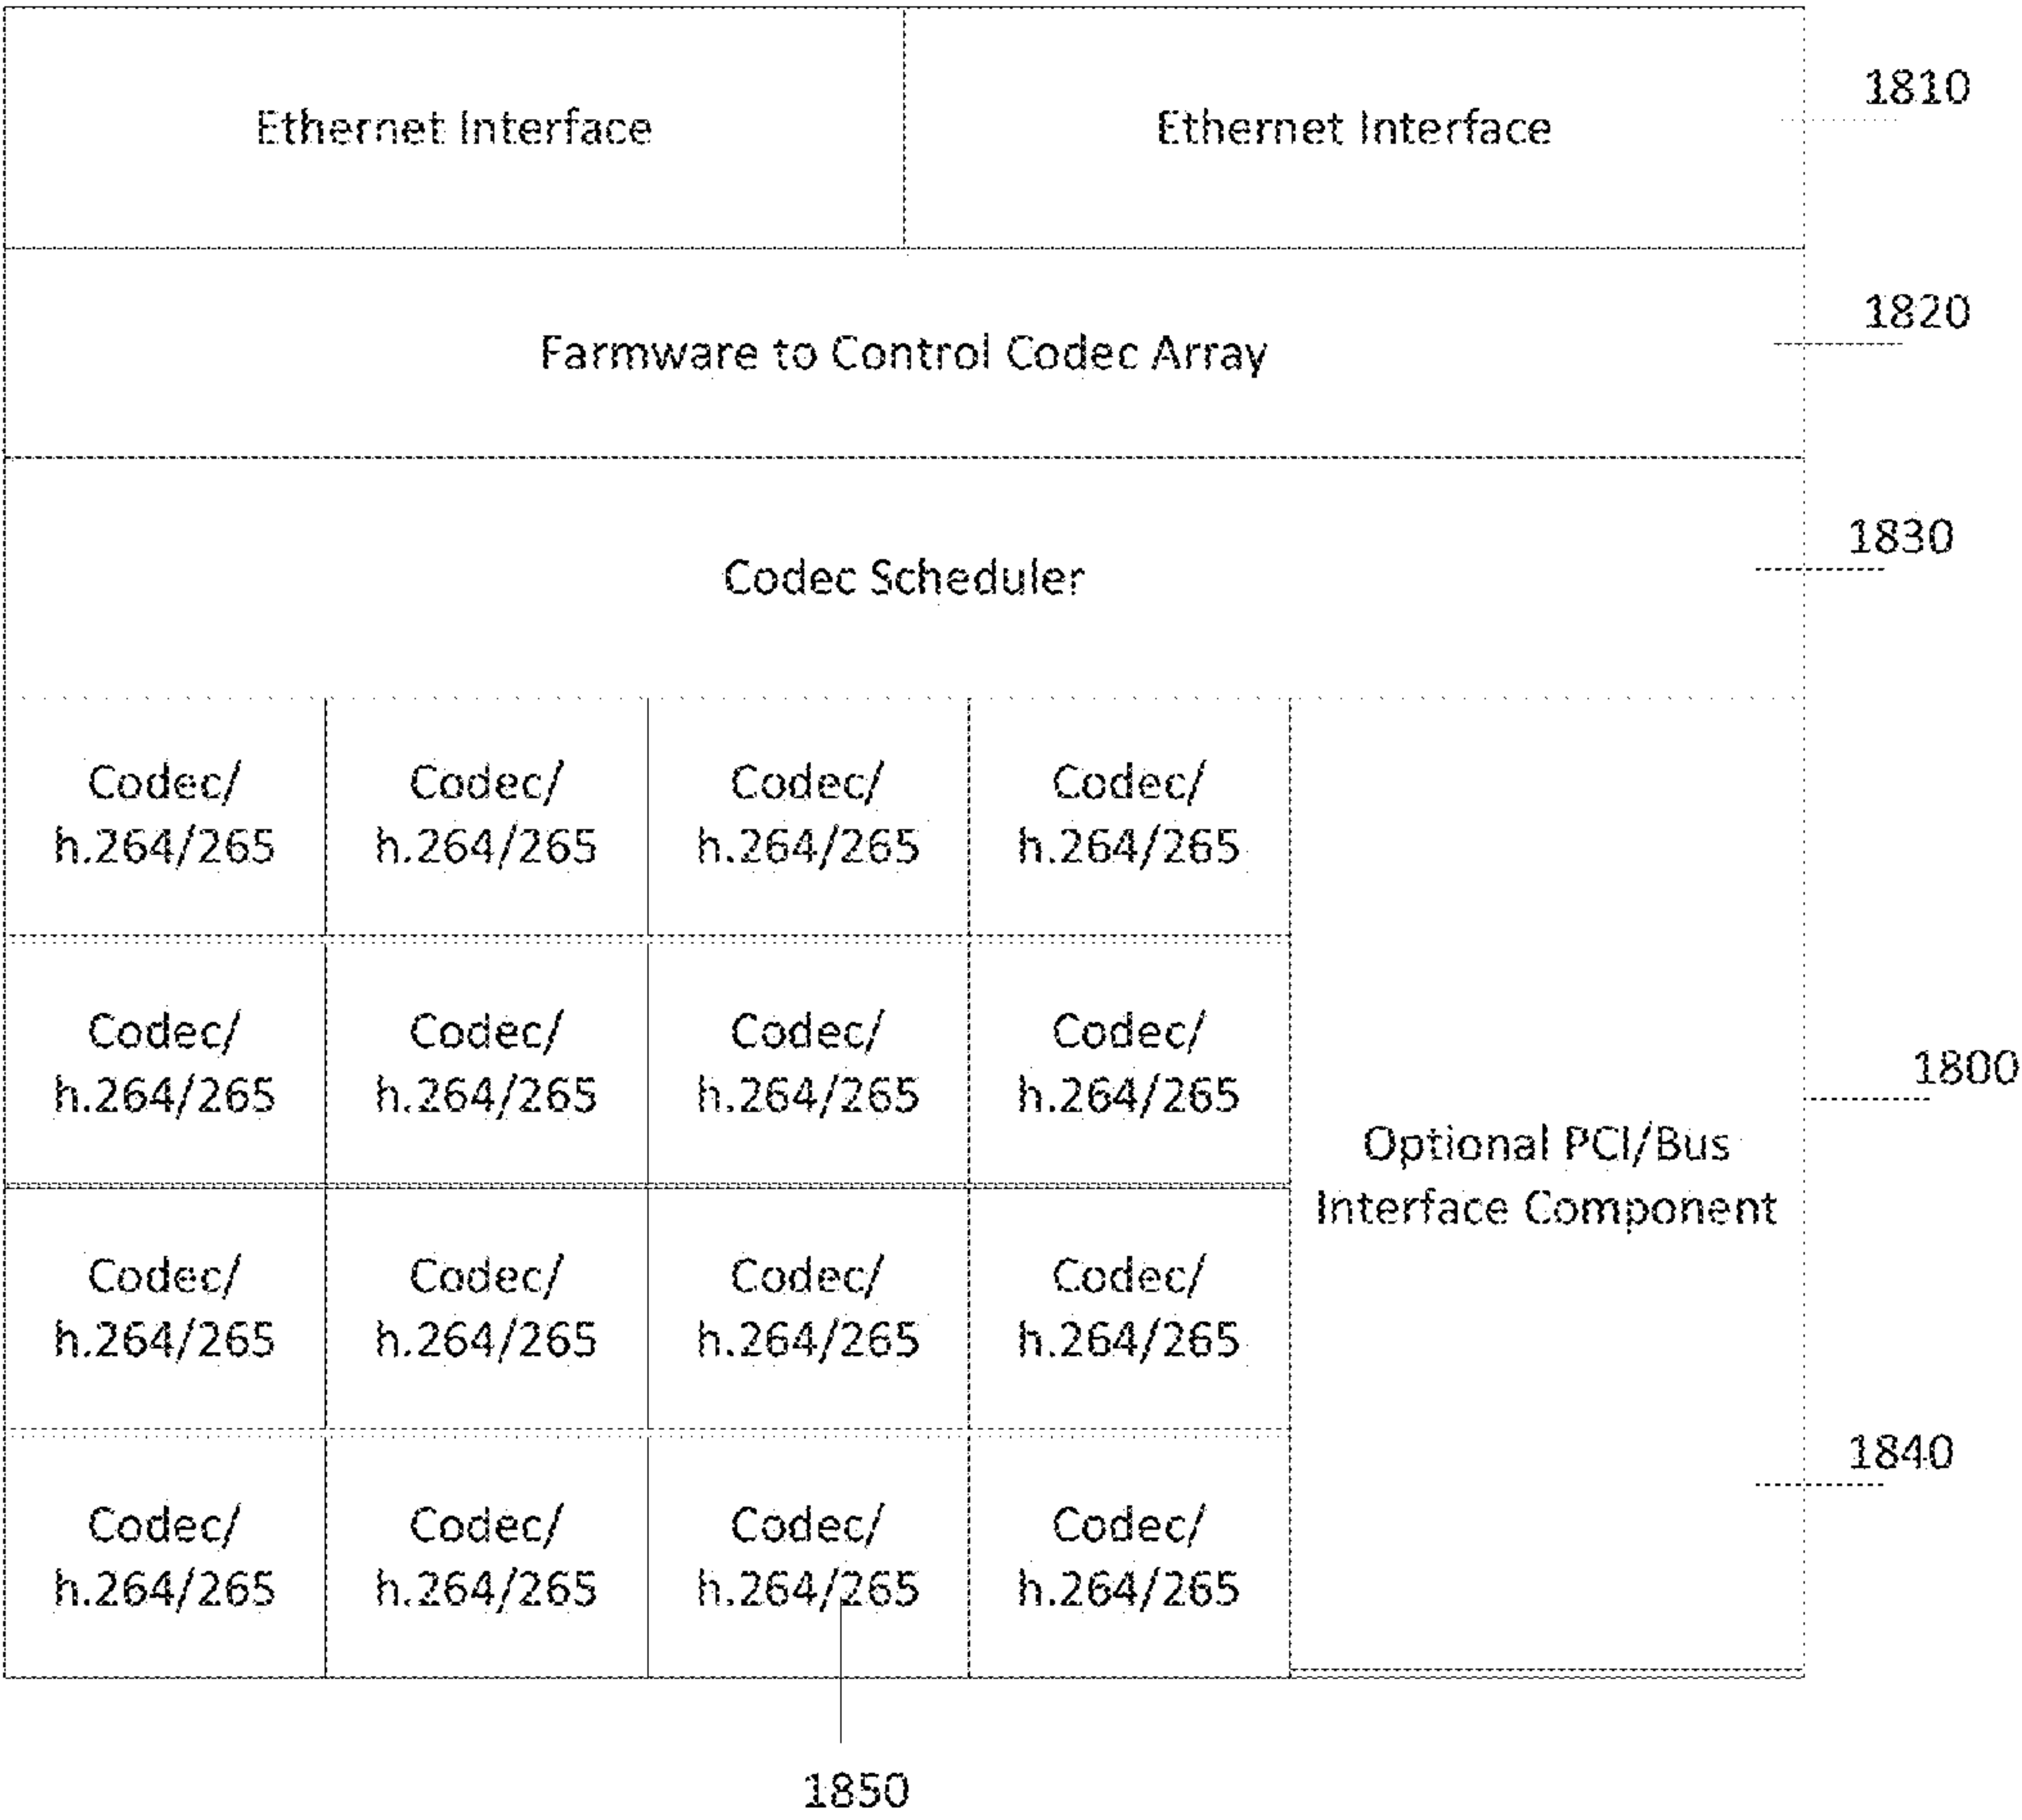 Ethernet Interface
Ethernet Interface
1810
Farmware to Control Codec Array
1820
Codec Scheduler
1830
Codec/
h.264/265
Codec/
h.264/265
Codec/
h.264/265
Codec/
h.264/265
Codec/
h.264/265
Codec/
h.264/265
Codec/
h.264/265
Codec/
h.264/265
Codec/
h.264/265
Codec/
h.264/265
Codec/
h.264/265
Codec/
h.264/265
Codec/
h.264/265
Codec/
h.264/265
Codec/
h.264/265
Codec/
h.264/265
Optional PCI/Bus
Interface Component
1800
1840
1850